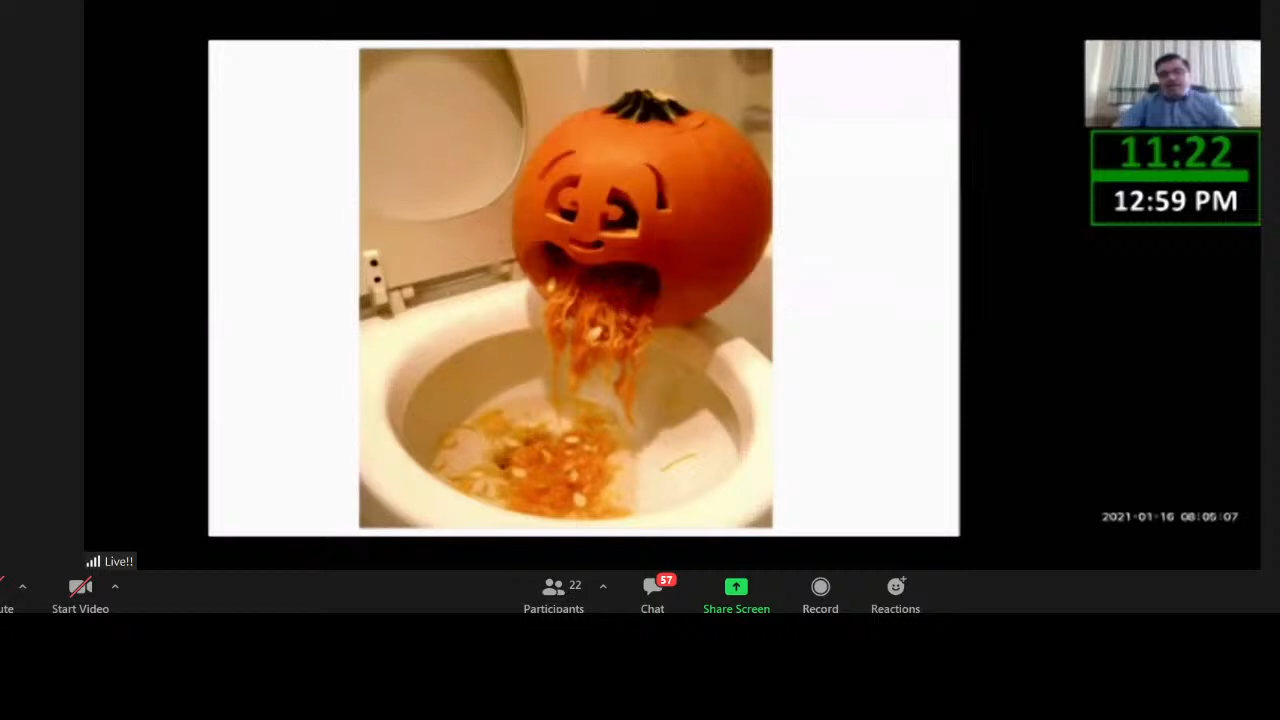 11:22
12:59 PM
2021-01-16 08:05:07
Live!!
ute
Start Video
22
Participants
57
Chat
Share Screen
Record
Reactions